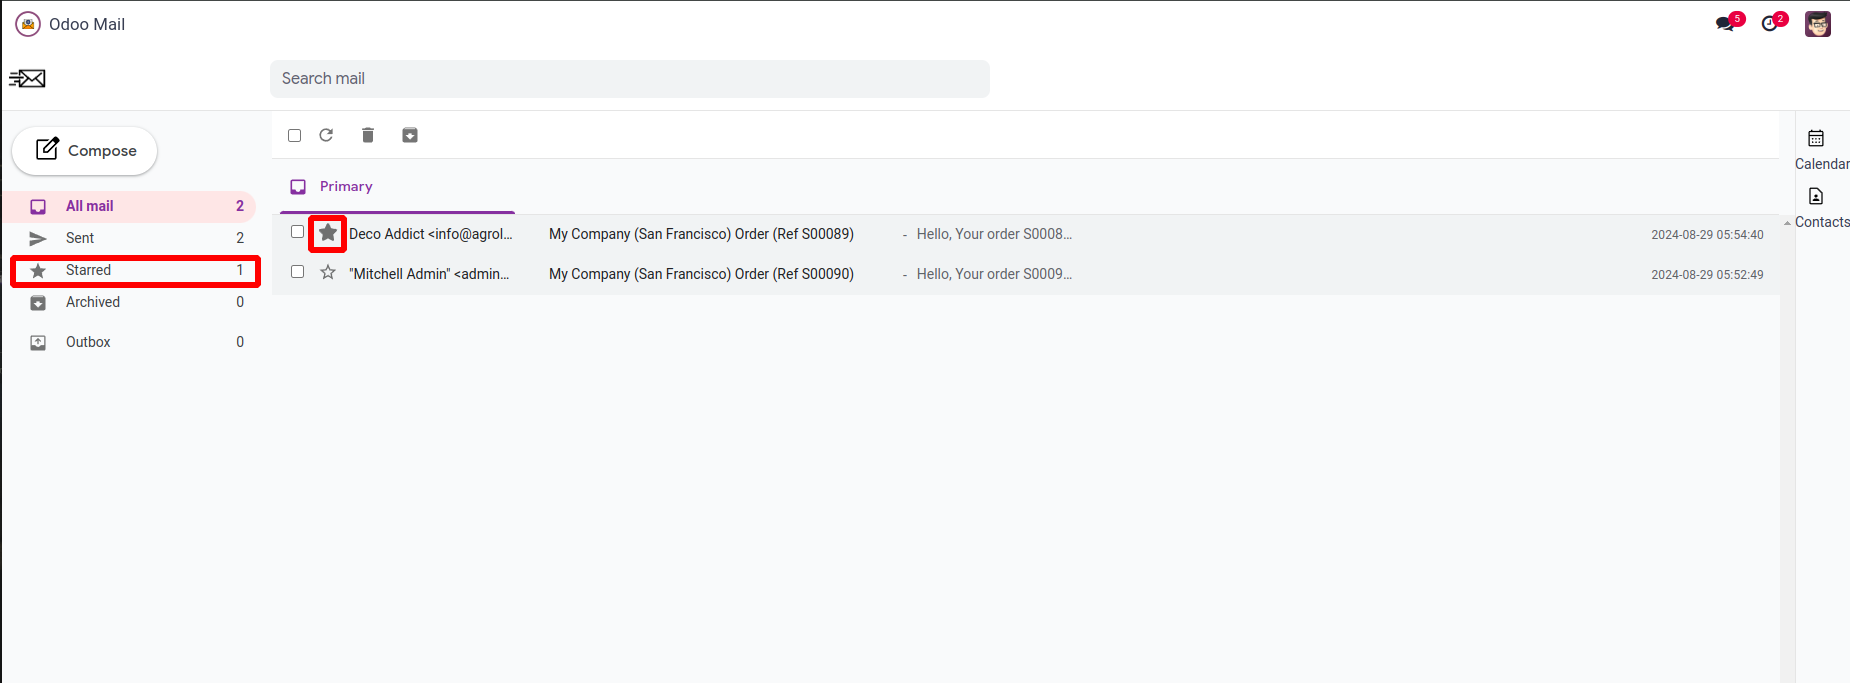 Odoo Mail
5
2
Search mail
Compose
All mail 2
Sent 2
Starred 1
Archived 0
Outbox 0
Primary
Deco Addict <info@agrol... My Company (San Francisco) Order (Ref S00089) - Hello, Your order S0008... 2024-08-29 05:54:40
"Mitchell Admin" <admin... My Company (San Francisco) Order (Ref S00090) - Hello, Your order S0009... 2024-08-29 05:52:49
Calendar
Contacts